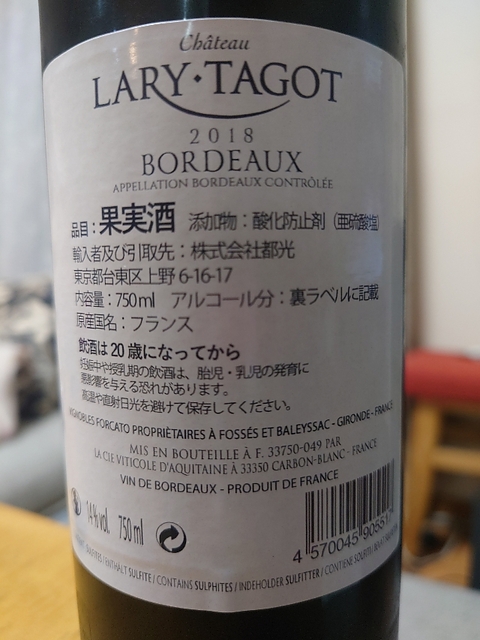 Château
LARY·TAGOT
2018
BORDEAUX
APPELLATION BORDEAUX CONTRÔLÉE
品目：果実酒 添加物：酸化防止剤（亜硫酸塩）
輸入者及び引取先：株式会社都光
東京都台東区上野 6-16-17
内容量：750ml アルコール分：裏ラベルに記載
原産国名：フランス
飲酒は 20 歳になってから
妊娠中や授乳期の飲酒は、胎児・乳児の発育に
悪影響を与える恐れがあります。
高温や直射日光を避けて保存してください。
VIGNOBLES FORCATO PROPRIÈTAIRES À FOSSÉS ET BALEYSSAC - GIRONDE - FRANCE
MIS EN BOUTEILLE À F. 33750-049 PAR
LA CIE VITICOLE D'AQUITAINE À 33350 CARBON-BLANC - FRANCE
VIN DE BORDEAUX - PRODUIT DE FRANCE
14 % vol. 750 ml
4 570045 905517
SULFITES / ENTHALT SULFITE / CONTAINS SULPHITES / INDEHOLDER SULFITTER / CONTIENE SOLFITI